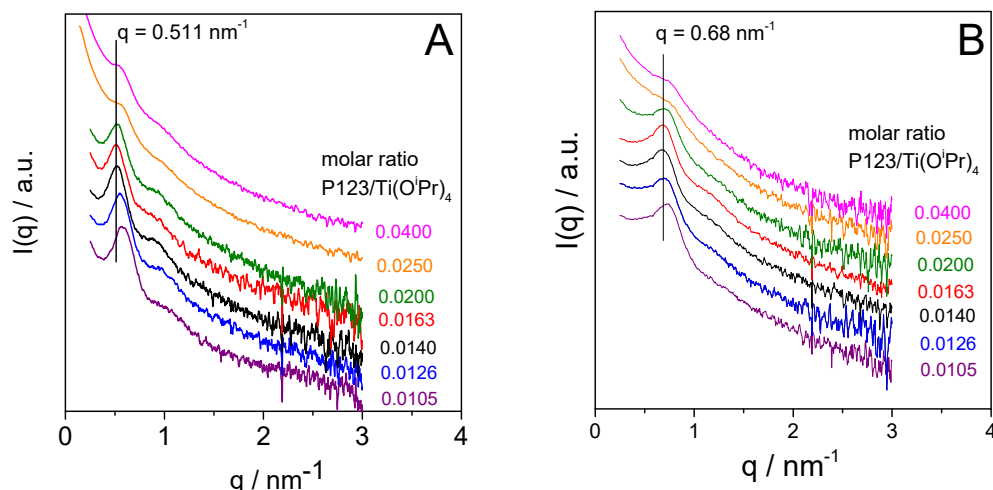 A
q = 0.511 nm⁻¹
molar ratio
P123/Ti(OⁱPr)₄
0.0400
0.0250
0.0200
0.0163
0.0140
0.0126
0.0105
I(q) / a.u.
0 1 2 3 4
q / nm⁻¹
B
q = 0.68 nm⁻¹
molar ratio
P123/Ti(OⁱPr)₄
0.0400
0.0250
0.0200
0.0163
0.0140
0.0126
0.0105
I(q) / a.u.
0 1 2 3 4
q / nm⁻¹